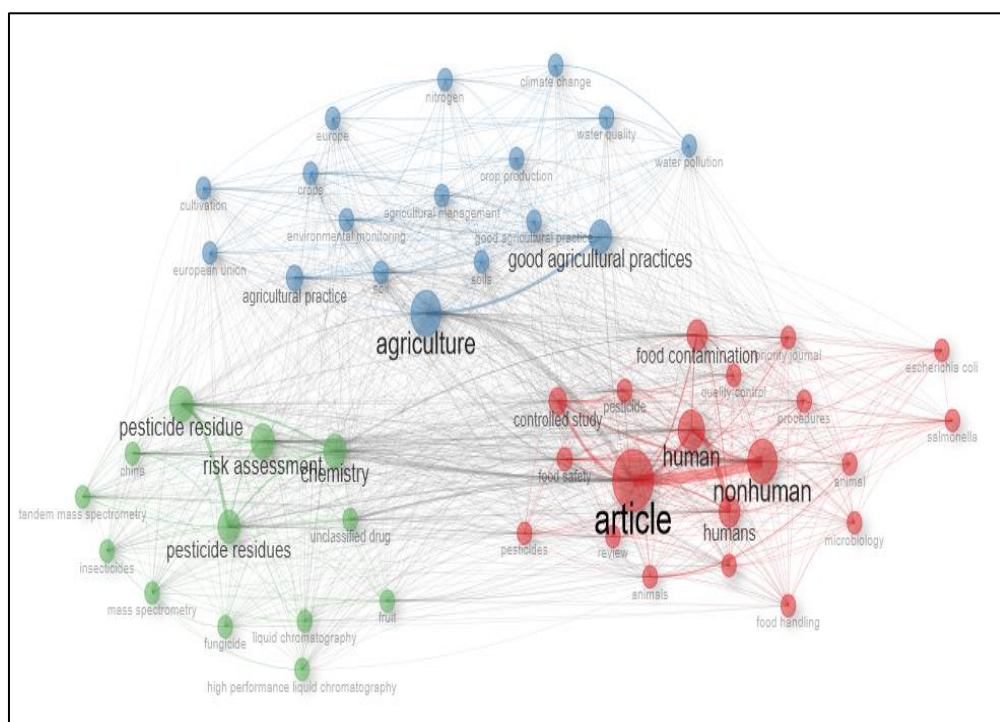 climate change
nitrogen
europe
water quality
water pollution
crop production
crops
cultivation
agricultural management
environmental monitoring
good agricultural practice
good agricultural practices
european union
soils
agricultural practice
agriculture
food contamination
priority journal
escherichia coli
quality control
pesticide
controlled study
procedures
salmonella
pesticide residue
risk assessment
chemistry
china
human
food safety
nonhuman
animal
tandem mass spectrometry
article
unclassified drug
humans
microbiology
pesticide residues
pesticides
review
insecticides
animals
mass spectrometry
fruit
food handling
fungicide
liquid chromatography
high performance liquid chromatography